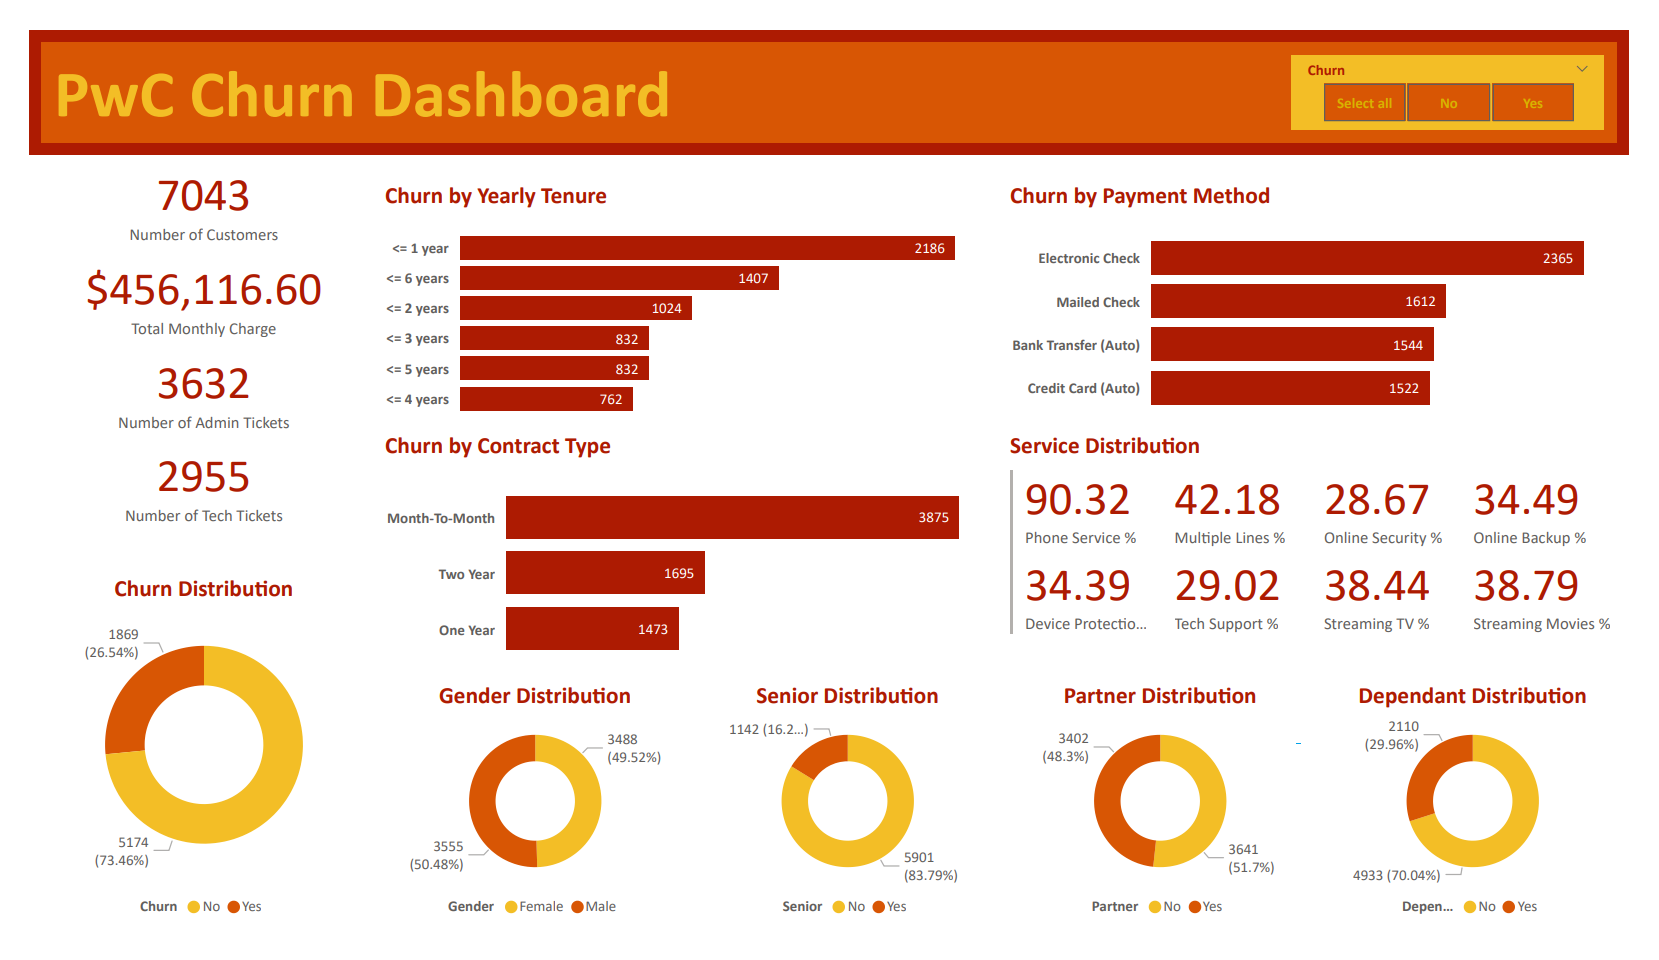 PwC Churn Dashboard
Churn
Select all
No
Yes
7043
Number of Customers
$456,116.60
Total Monthly Charge
3632
Number of Admin Tickets
2955
Number of Tech Tickets
Churn by Yearly Tenure
<= 1 year 2186
<= 6 years 1407
<= 2 years 1024
<= 3 years 832
<= 5 years 832
<= 4 years 762
Churn by Payment Method
Electronic Check 2365
Mailed Check 1612
Bank Transfer (Auto) 1544
Credit Card (Auto) 1522
Churn by Contract Type
Month-To-Month 3875
Two Year 1695
One Year 1473
Service Distribution
90.32 42.18 28.67 34.49
Phone Service % Multiple Lines % Online Security % Online Backup %
34.39 29.02 38.44 38.79
Device Protectio... Tech Support % Streaming TV % Streaming Movies %
Churn Distribution
1869
(26.54%)
5174
(73.46%)
Churn No Yes
Gender Distribution
3488
(49.52%)
3555
(50.48%)
Gender Female Male
Senior Distribution
1142 (16.2...)
5901
(83.79%)
Senior No Yes
Partner Distribution
3402
(48.3%)
3641
(51.7%)
Partner No Yes
Dependant Distribution
2110
(29.96%)
4933 (70.04%)
Depen... No Yes